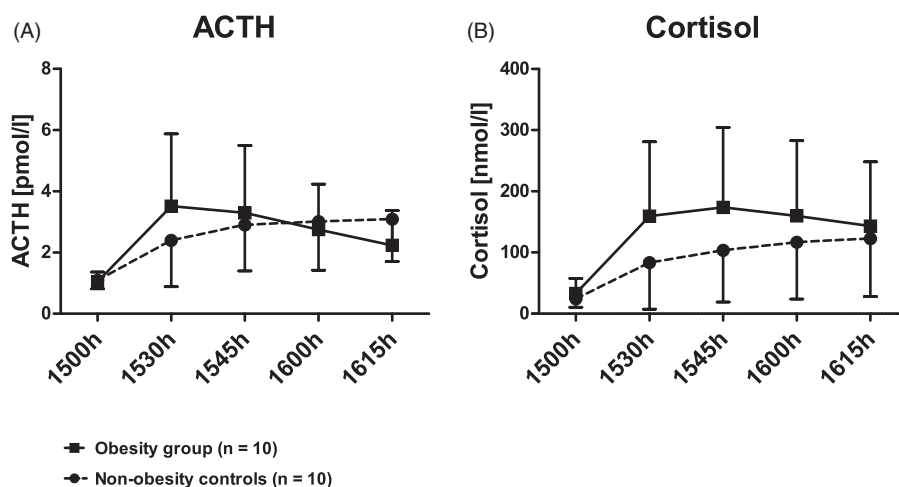 (A)
ACTH
ACTH [pmol/l]
8
6
4
2
0
1500h
1530h
1545h
1600h
1615h
(B)
Cortisol
Cortisol [nmol/l]
400
300
200
100
0
1500h
1530h
1545h
1600h
1615h
Obesity group (n = 10)
Non-obesity controls (n = 10)